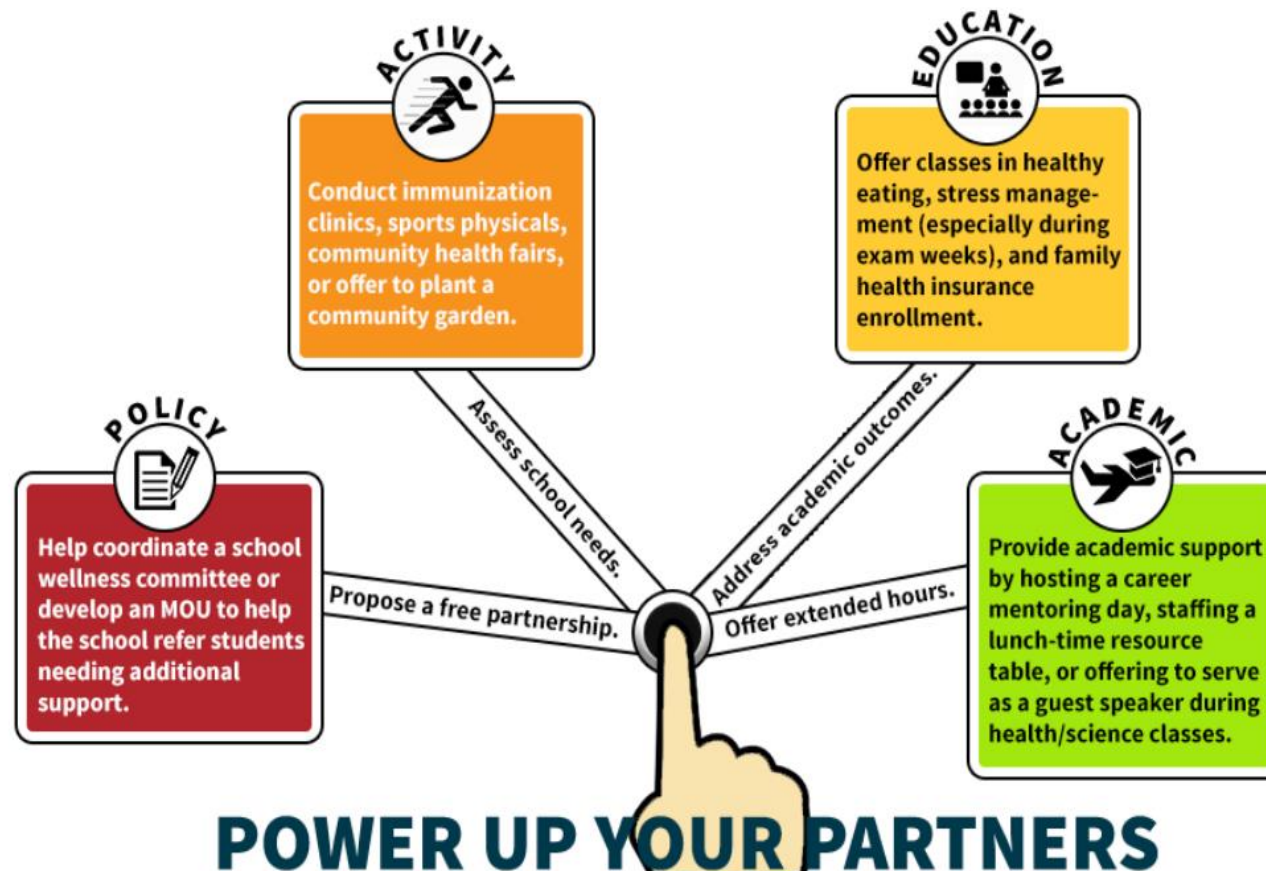 ACTIVITY
Conduct immunization
clinics, sports physicals,
community health fairs,
or offer to plant a
community garden.
EDUCATION
Offer classes in healthy
eating, stress manage-
ment (especially during
exam weeks), and family
health insurance
enrollment.
POLICY
Help coordinate a school
wellness committee or
develop an MOU to help
the school refer students
needing additional
support.
ACADEMIC
Provide academic support
by hosting a career
mentoring day, staffing a
lunch-time resource
table, or offering to serve
as a guest speaker during
health/science classes.
Propose a free partnership.
Assess school needs.
Address academic outcomes.
Offer extended hours.
POWER UP YOUR PARTNERS